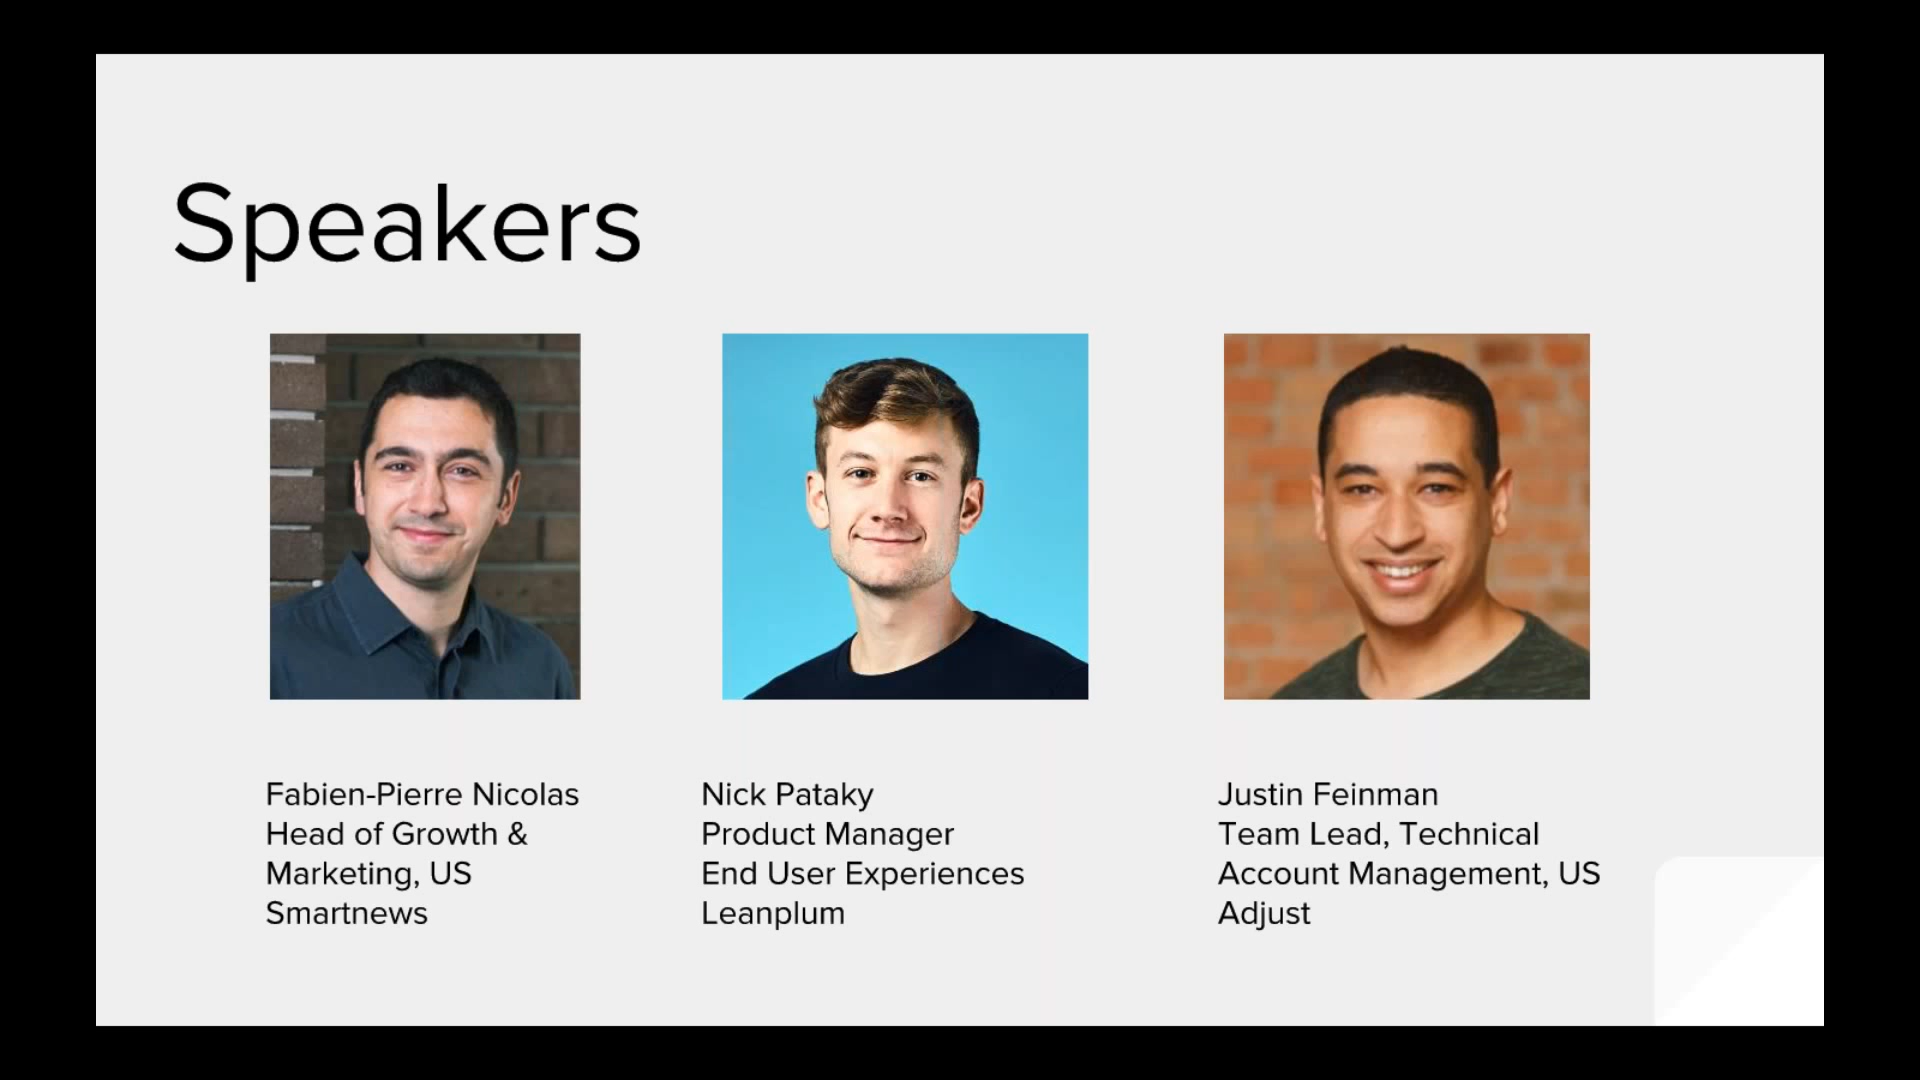 Speakers
Fabien-Pierre Nicolas
Head of Growth &
Marketing, US
Smartnews
Nick Pataky
Product Manager
End User Experiences
Leanplum
Justin Feinman
Team Lead, Technical
Account Management, US
Adjust